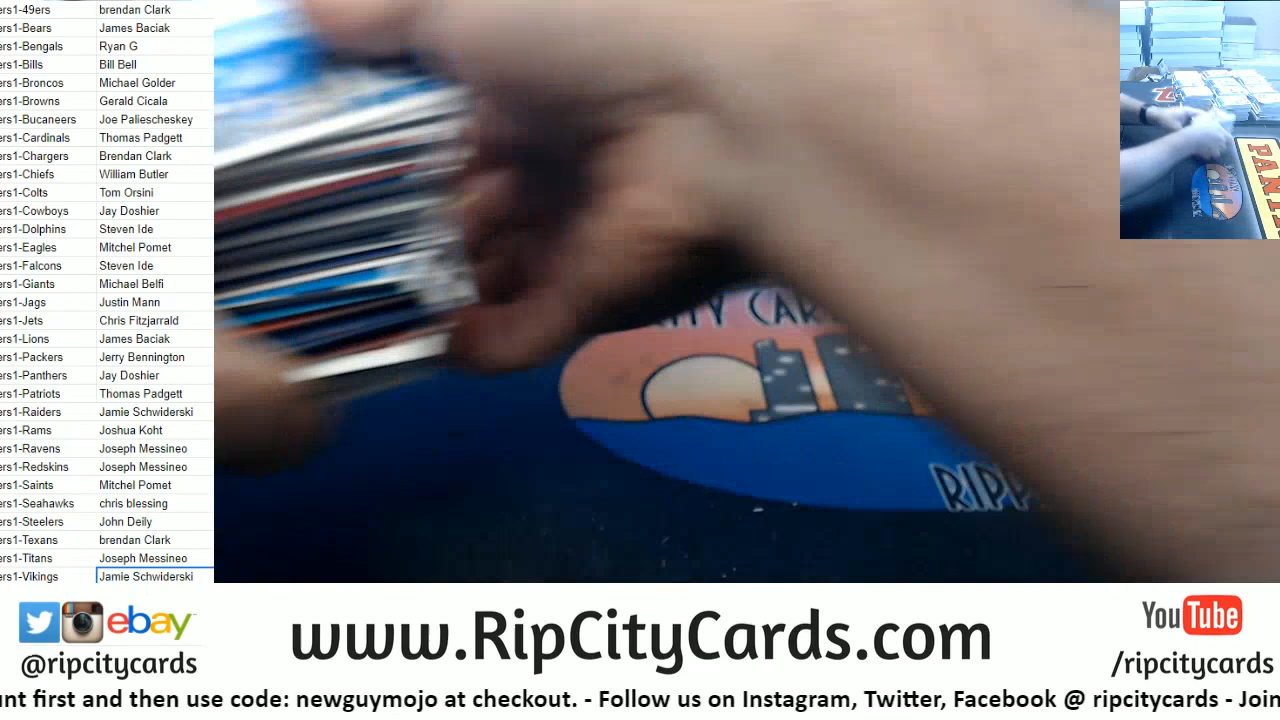 ers1-49ers brendan Clark
ers1-Bears James Baciak
ers1-Bengals Ryan G
ers1-Bills Bill Bell
ers1-Broncos Michael Golder
ers1-Browns Gerald Cicala
ers1-Bucaneers Joe Paliescheskey
ers1-Cardinals Thomas Padgett
ers1-Chargers Brendan Clark
ers1-Chiefs William Butler
ers1-Colts Tom Orsini
ers1-Cowboys Jay Doshier
ers1-Dolphins Steven Ide
ers1-Eagles Mitchel Pomet
ers1-Falcons Steven Ide
ers1-Giants Michael Belfi
ers1-Jags Justin Mann
ers1-Jets Chris Fitzjarrald
ers1-Lions James Baciak
ers1-Packers Jerry Bennington
ers1-Panthers Jay Doshier
ers1-Patriots Thomas Padgett
ers1-Raiders Jamie Schwiderski
ers1-Rams Joshua Koht
ers1-Ravens Joseph Messineo
ers1-Redskins Joseph Messineo
ers1-Saints Mitchel Pomet
ers1-Seahawks chris blessing
ers1-Steelers John Deily
ers1-Texans brendan Clark
ers1-Titans Joseph Messineo
ers1-Vikings Jamie Schwiderski
CITY CAR
RIPP
PANI
ebay
@ripcitycards
www.RipCityCards.com
YouTube
/ripcitycards
unt first and then use code: newguymojo at checkout. - Follow us on Instagram, Twitter, Facebook @ ripcitycards - Join